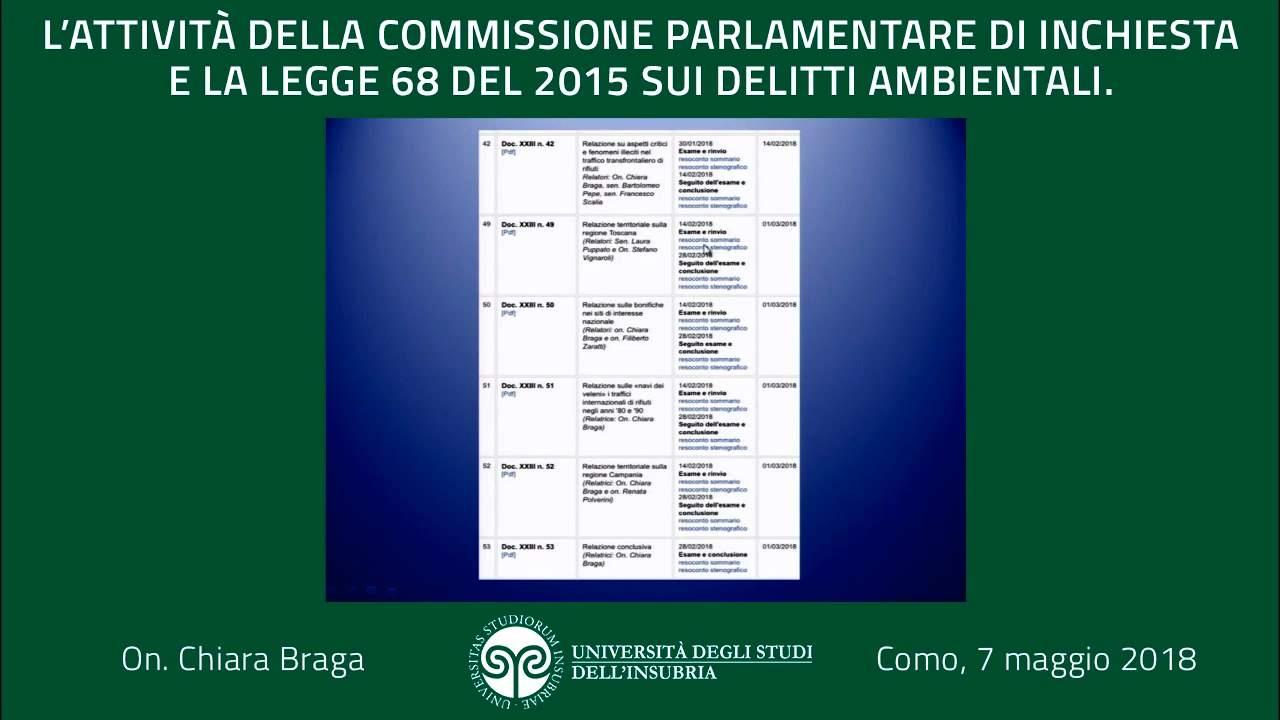 L'ATTIVITÀ DELLA COMMISSIONE PARLAMENTARE DI INCHIESTA
E LA LEGGE 68 DEL 2015 SUI DELITTI AMBIENTALI.
42
Doc. XXIII n. 42
[Pdf]
Relazione su aspetti critici
e fenomeni illeciti nel
traffico transfrontaliero di
rifiuti
Relatori: On. Chiera
Braga, sen. Bartolomeo
Pepe, sen. Francesco
Scalia
30/01/2018
Esame e rinvio
resoconto sommario
resoconto stenografico
14/02/2018
Seguito dell'esame e
conclusione
resoconto sommario
resoconto stenografico
14/02/2018
49
Doc. XXIII n. 49
[Pdf]
Relazione territoriale sulla
regione Toscana
(Relatori: Sen. Laura
Puppato e On. Stefano
Vignaroli)
14/02/2018
Esame e rinvio
resoconto sommario
resoconto stenografico
28/02/2018
Seguito dell'esame e
conclusione
resoconto sommario
resoconto stenografico
01/03/2018
50
Doc. XXIII n. 50
[Pdf]
Relazione sulle bonifiche
nei siti di interesse
nazionale
(Relatori: on. Chiara
Braga e on. Filiberto
Zaratti)
14/02/2018
Esame e rinvio
resoconto sommario
resoconto stenografico
28/02/2018
Seguito esame e
conclusione
resoconto sommario
resoconto stenografico
01/03/2018
51
Doc. XXIII n. 51
[Pdf]
Relazione sulle «navi dei
veleni» i traffici
internazionali di rifiuti
negli anni '80 e '90
(Relatrice: On. Chiara
Braga)
14/02/2018
Esame e rinvio
resoconto sommario
resoconto stenografico
28/02/2018
Seguito dell'esame e
conclusione
resoconto sommario
resoconto stenografico
01/03/2018
52
Doc. XXIII n. 52
[Pdf]
Relazione territoriale sulla
regione Campania
(Relatrici: On. Chiara
Braga e on. Renata
Polverini)
14/02/2018
Esame e rinvio
resoconto sommario
resoconto stenografico
28/02/2018
Seguito dell'esame e
conclusione
resoconto sommario
resoconto stenografico
01/03/2018
53
Doc. XXIII n. 53
[Pdf]
Relazione conclusiva
(Relatrici: On. Chiara
Braga)
28/02/2018
Esame e conclusione
resoconto sommario
resoconto stenografico
01/03/2018
On. Chiara Braga
UNIVERSITAS STUDIORUM INSUBRIAE
UNIVERSITÀ DEGLI STUDI
DELL'INSUBRIA
Como, 7 maggio 2018